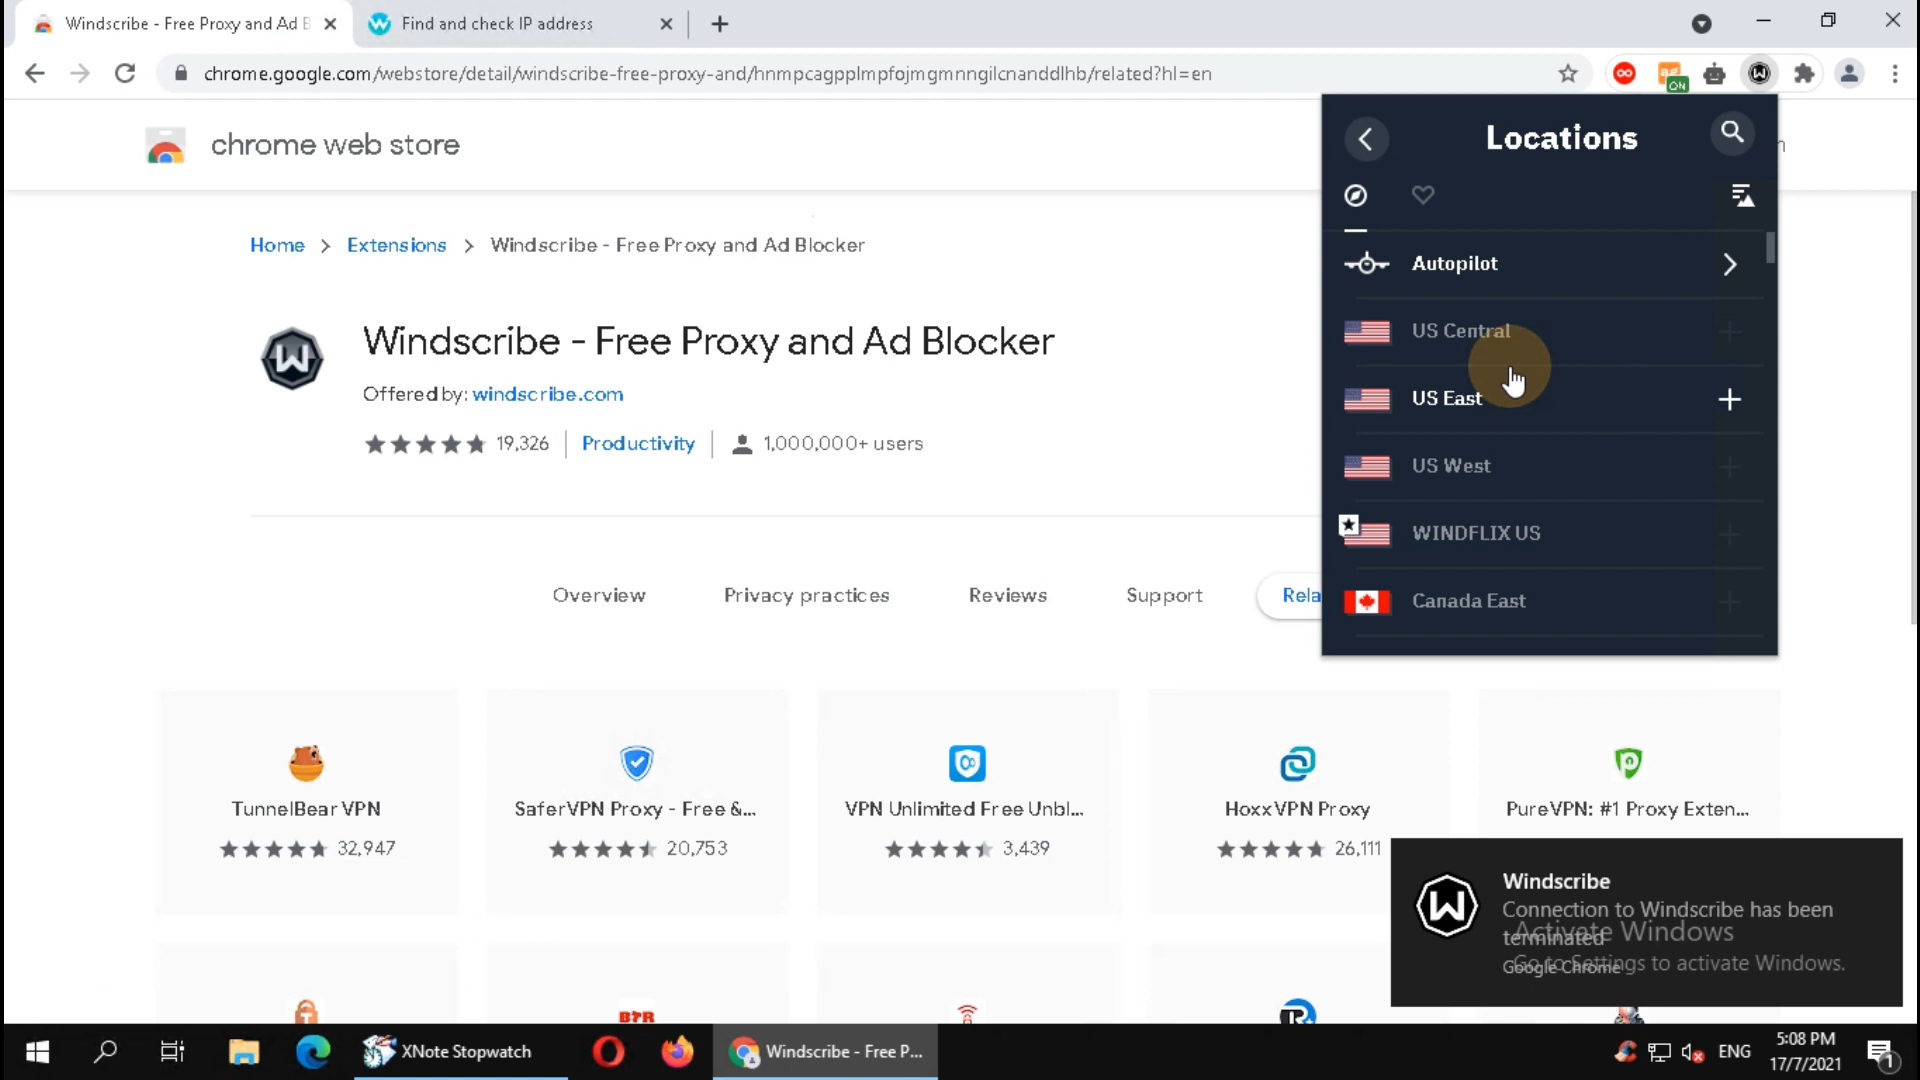 Windscribe - Free Proxy and Ad B
Find and check IP address
chrome.google.com/webstore/detail/windscribe-free-proxy-and/hnmpcagpplmpfojmgmnngilcnanddlhb/related?hl=en
ON
chrome web store
Locations
Home > Extensions > Windscribe - Free Proxy and Ad Blocker
Autopilot
US Central
US East
US West
WINDFLIX US
Canada East
Windscribe - Free Proxy and Ad Blocker
Offered by: windscribe.com
19,326
Productivity
1,000,000+ users
Overview
Privacy practices
Reviews
Support
Rela
TunnelBear VPN
32,947
SaferVPN Proxy - Free &...
20,753
VPN Unlimited Free Unbl...
3,439
Hoxx VPN Proxy
26,111
PureVPN: #1 Proxy Exten...
Windscribe
Connection to Windscribe has been
terminated
Google Chrome
Activate Windows
Go to Settings to activate Windows.
XNote Stopwatch
Windscribe - Free P...
ENG
5:08 PM
17/7/2021
1